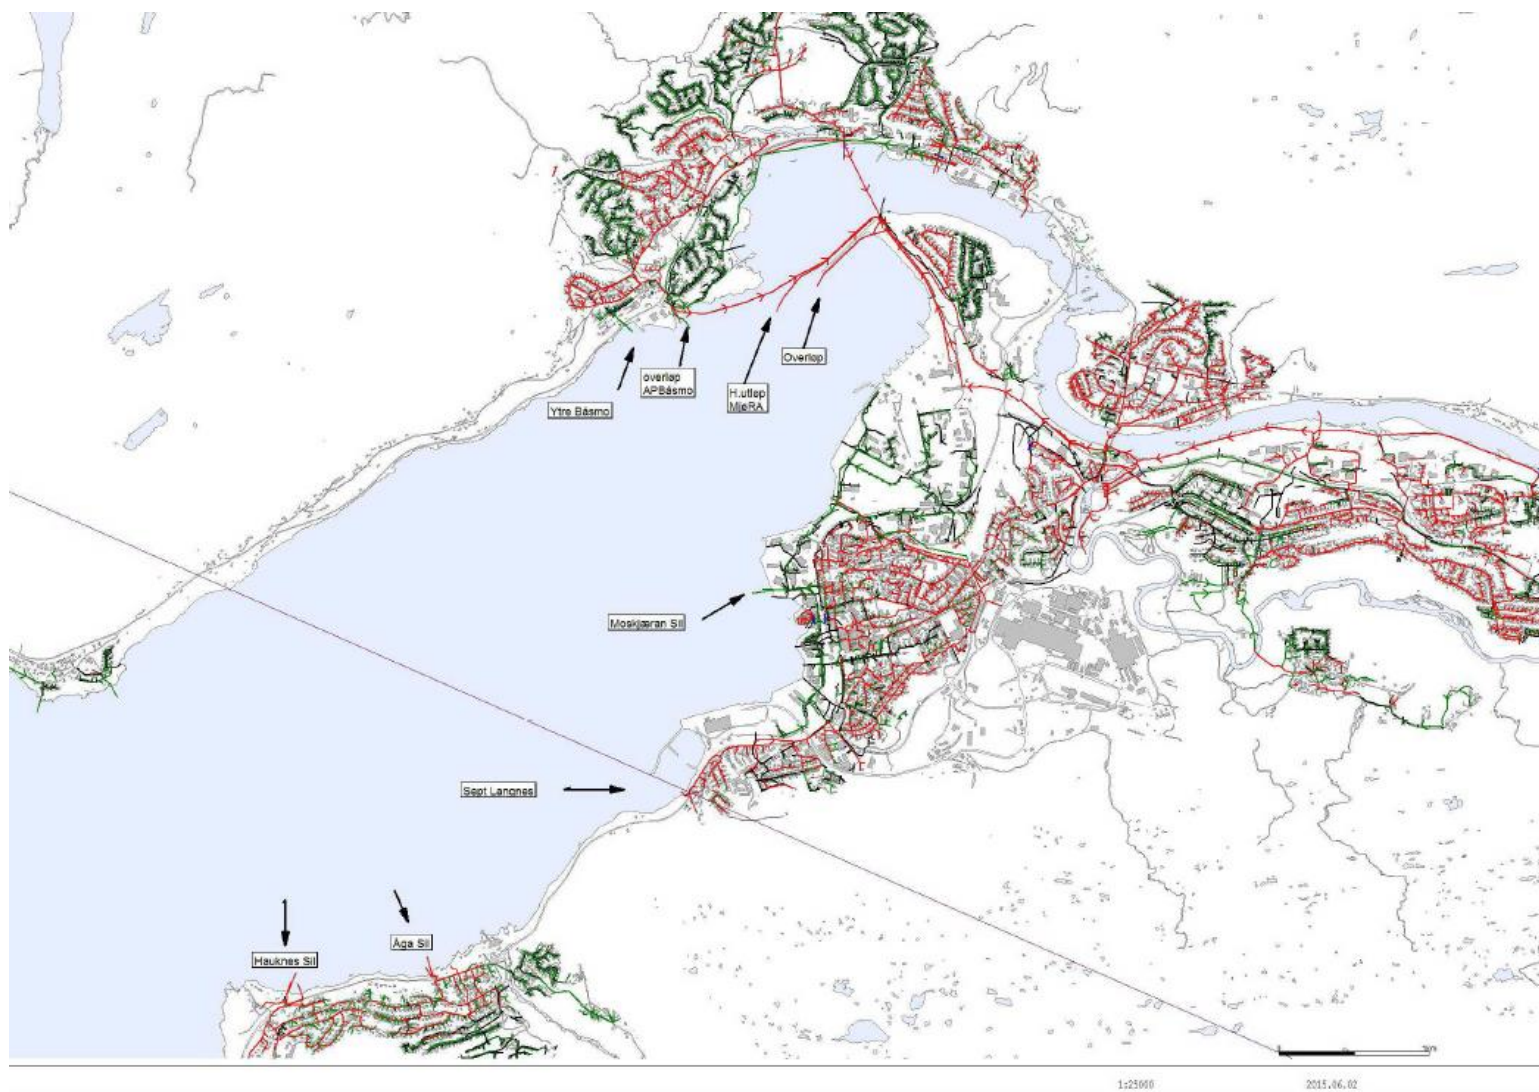 Overløp
overløp
APBåsmo
H.utløp
MjøRA
Ytre Båsmo
Moskjæran Sil
Sept Langnes
Åga Sil
Hauknes Sil
1:25000
2015.06.02